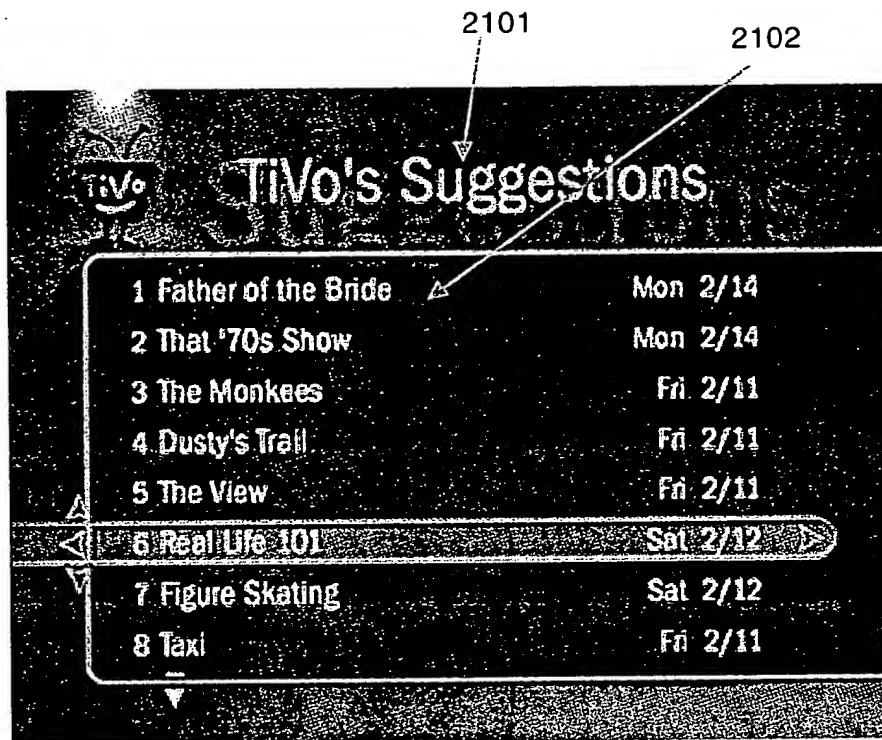 2101
2102
TiVo
TiVo's Suggestions
1 Father of the Bride Mon 2/14
2 That '70s Show Mon 2/14
3 The Monkees Fri 2/11
4 Dusty's Trail Fri 2/11
5 The View Fri 2/11
6 Real Life 101 Sat 2/12
7 Figure Skating Sat 2/12
8 Taxi Fri 2/11